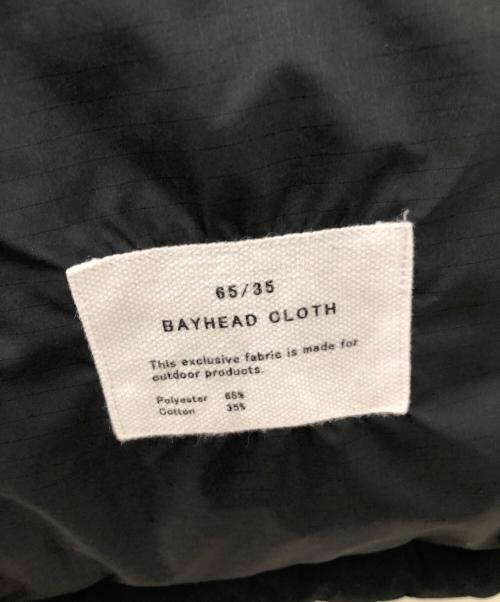 65/35
BAYHEAD CLOTH
This exclusive fabric is made for
outdoor products.
Polyester 65%
Cotton 35%